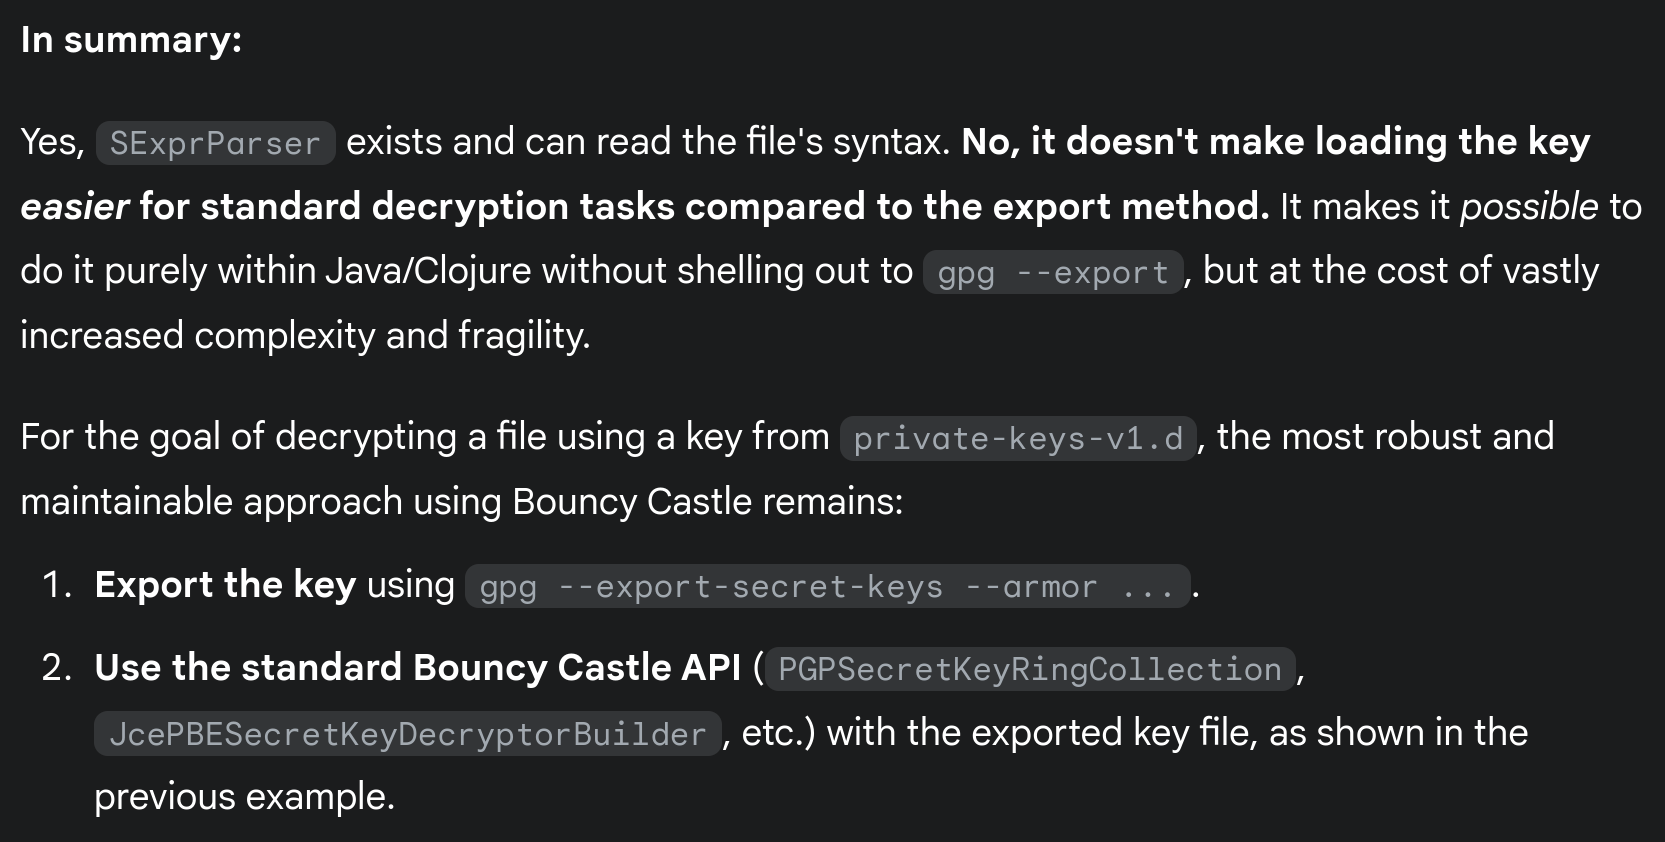 In summary:
Yes, SExprParser exists and can read the file's syntax. No, it doesn't make loading the key
easier for standard decryption tasks compared to the export method. It makes it possible to
do it purely within Java/Clojure without shelling out to gpg --export, but at the cost of vastly
increased complexity and fragility.
For the goal of decrypting a file using a key from private-keys-v1.d, the most robust and
maintainable approach using Bouncy Castle remains:
1. Export the key using gpg --export-secret-keys --armor ... .
2. Use the standard Bouncy Castle API (PGPSecretKeyRingCollection,
JcePBESecretKeyDecryptorBuilder, etc.) with the exported key file, as shown in the
previous example.